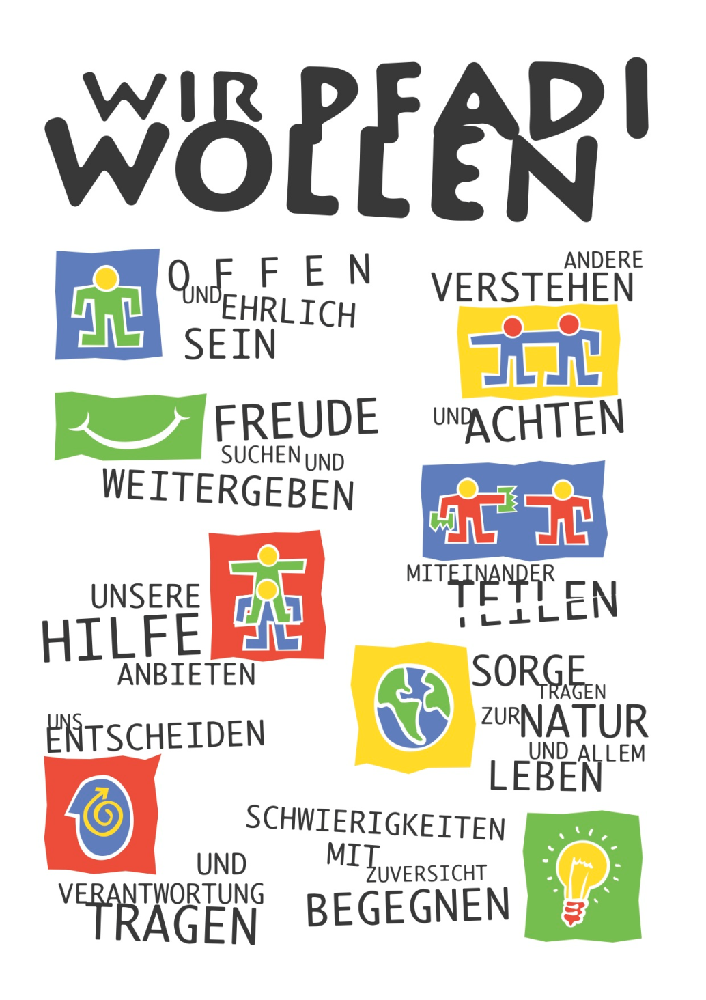 WIR PFADI
WOLLEN
OFFEN
UND EHRLICH
SEIN
FREUDE
SUCHEN UND
WEITERGEBEN
UNSERE
HILFE
ANBIETEN
UNS
ENTSCHEIDEN
UND
VERANTWORTUNG
TRAGEN
ANDERE
VERSTEHEN
UND ACHTEN
MITEINANDER
TEILEN
SORGE
TRAGEN
ZUR NATUR
UND ALLEM
LEBEN
SCHWIERIGKEITEN
MIT
ZUVERSICHT
BEGEGNEN